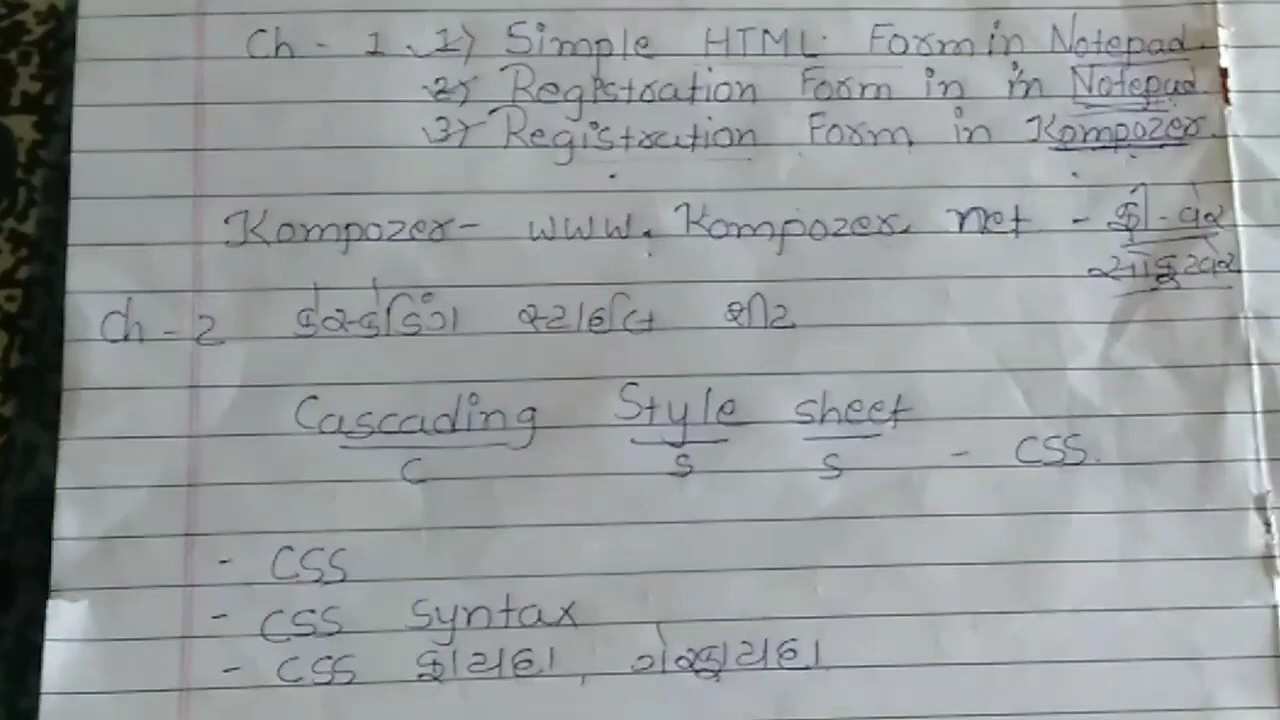 Ch - 1 1) Simple HTML Form in Notepad.
2) Registration Form in in Notepad
3) Registration Form in Kompozer.
Kompozer - www. Kompozer. net - ફ્રી-વેર
સોફ્ટવેર
Ch - 2 કેસ્કેડિંગ સ્ટાઈલ શીટ
Cascading Style sheet
C S S - CSS.
- CSS
- CSS Syntax
- CSS ફાયદા, ગેરફાયદા